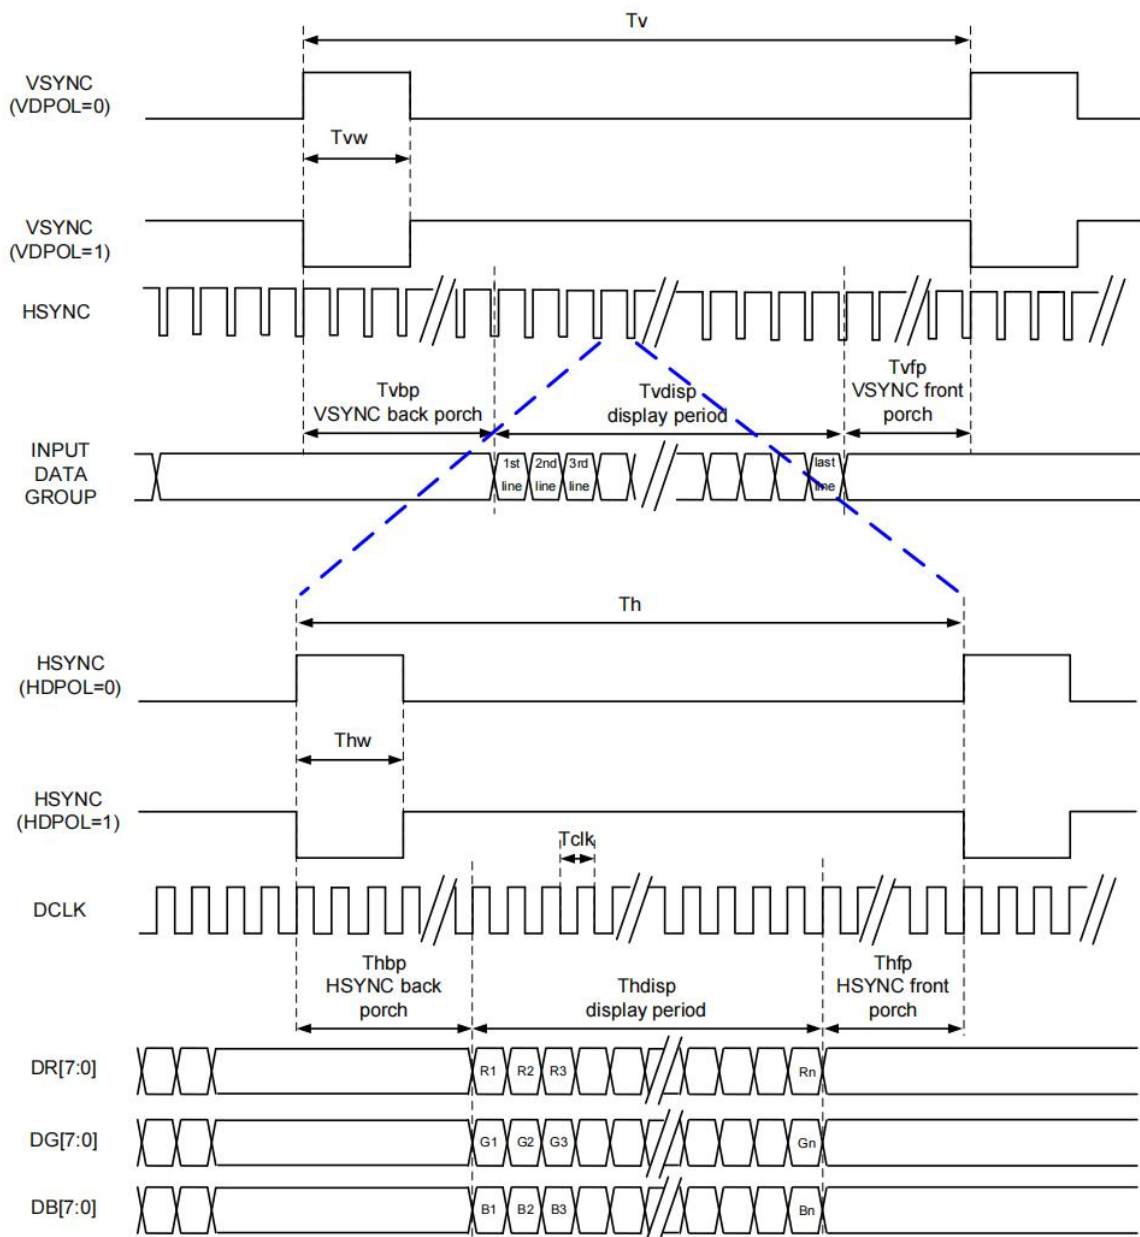 Tv
VSYNC
(VDPOL=0)
Tvw
VSYNC
(VDPOL=1)
HSYNC
Tvbp
VSYNC back porch
Tvdisp
display period
Tvfp
VSYNC front
porch
INPUT
DATA
GROUP
1st
line
2nd
line
3rd
line
last
line
Th
HSYNC
(HDPOL=0)
Thw
HSYNC
(HDPOL=1)
Tclk
DCLK
Thbp
HSYNC back
porch
Thdisp
display period
Thfp
HSYNC front
porch
DR[7:0]
R1 R2 R3 Rn
DG[7:0]
G1 G2 G3 Gn
DB[7:0]
B1 B2 B3 Bn